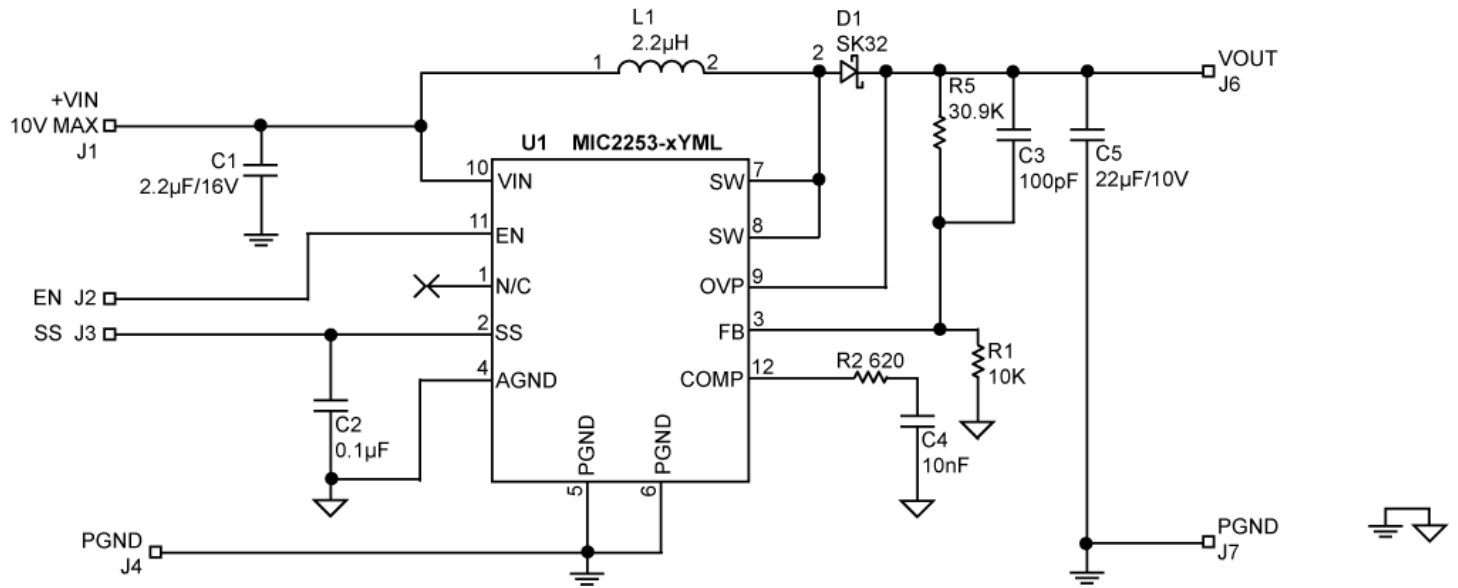 L1
2.2µH
1
2
2
D1
SK32
VOUT
J6
+VIN
10V MAX
J1
C1
2.2µF/16V
U1 MIC2253-xYML
R5
30.9K
C3
100pF
C5
22µF/10V
10
VIN
SW
7
11
EN
SW
8
1
N/C
OVP
9
EN J2
SS J3
2
SS
FB
3
R1
10K
4
AGND
COMP
12
R2 620
C2
0.1µF
C4
10nF
PGND
PGND
5
6
PGND
J4
PGND
J7